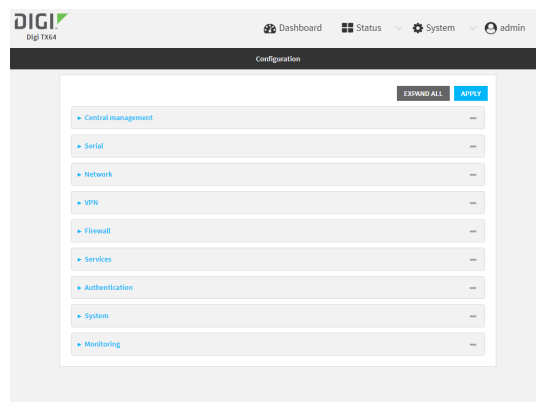 DIGI
Digi TX64
Dashboard Status System admin
Configuration
EXPAND ALL APPLY
Central management
Serial
Network
VPN
Firewall
Services
Authentication
System
Monitoring